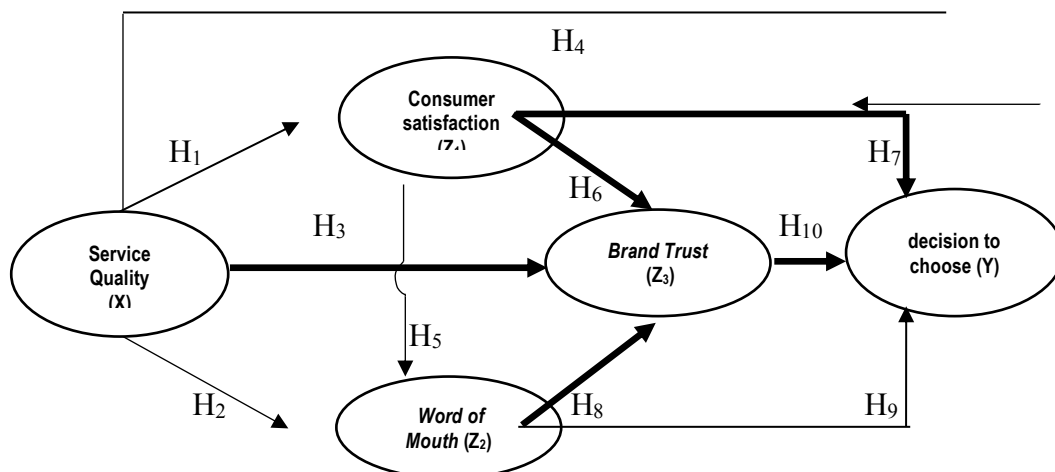 H4
Consumer
satisfaction
(Z1)
H1
H7
H6
H3
H10
Service
Quality
(X)
Brand Trust
(Z3)
decision to
choose (Y)
H5
H2
Word of
Mouth (Z2)
H8
H9